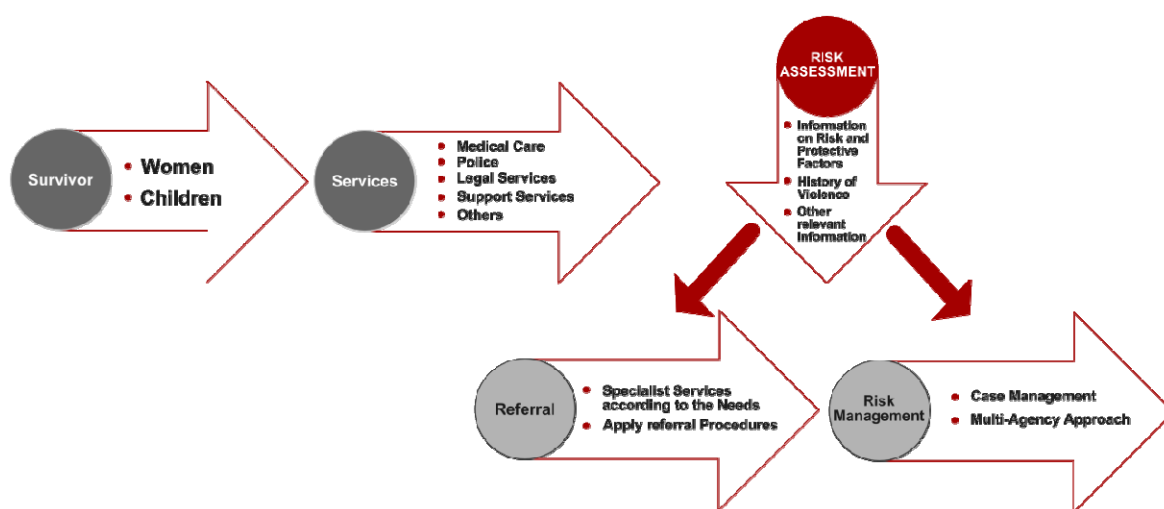 Survivor
Women
Children
Services
Medical Care
Police
Legal Services
Support Services
Others
RISK
ASSESSMENT
Information
on Risk and
Protective
Factors
History of
Violence
Other
relevant
Information
Referral
Specialist Services
according to the Needs
Apply referral Procedures
Risk
Management
Case Management
Multi-Agency Approach